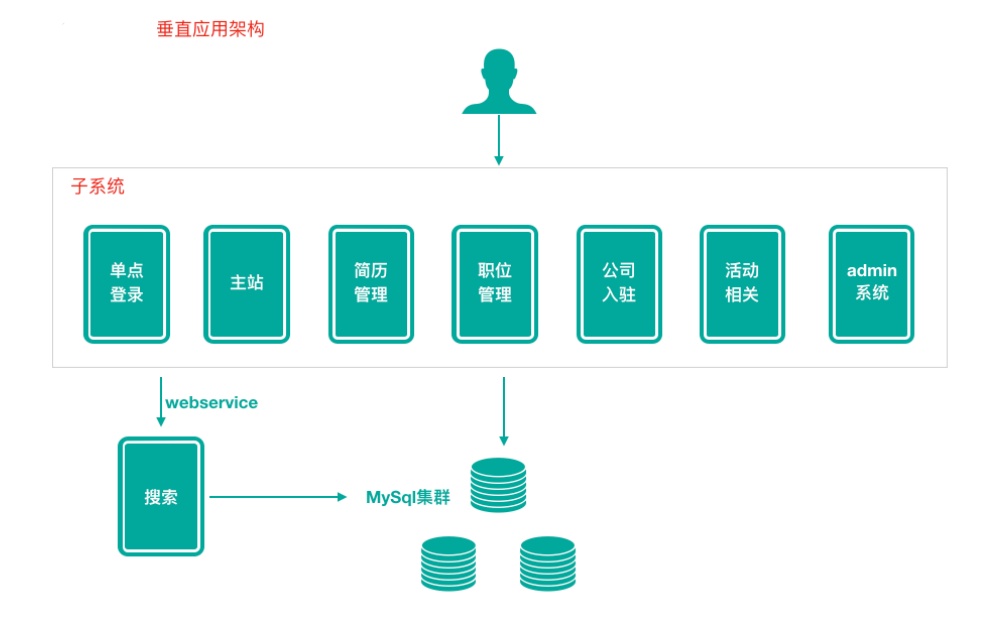 垂直应用架构
子系统
单点
登录
主站
简历
管理
职位
管理
公司
入驻
活动
相关
admin
系统
webservice
搜索
MySql集群